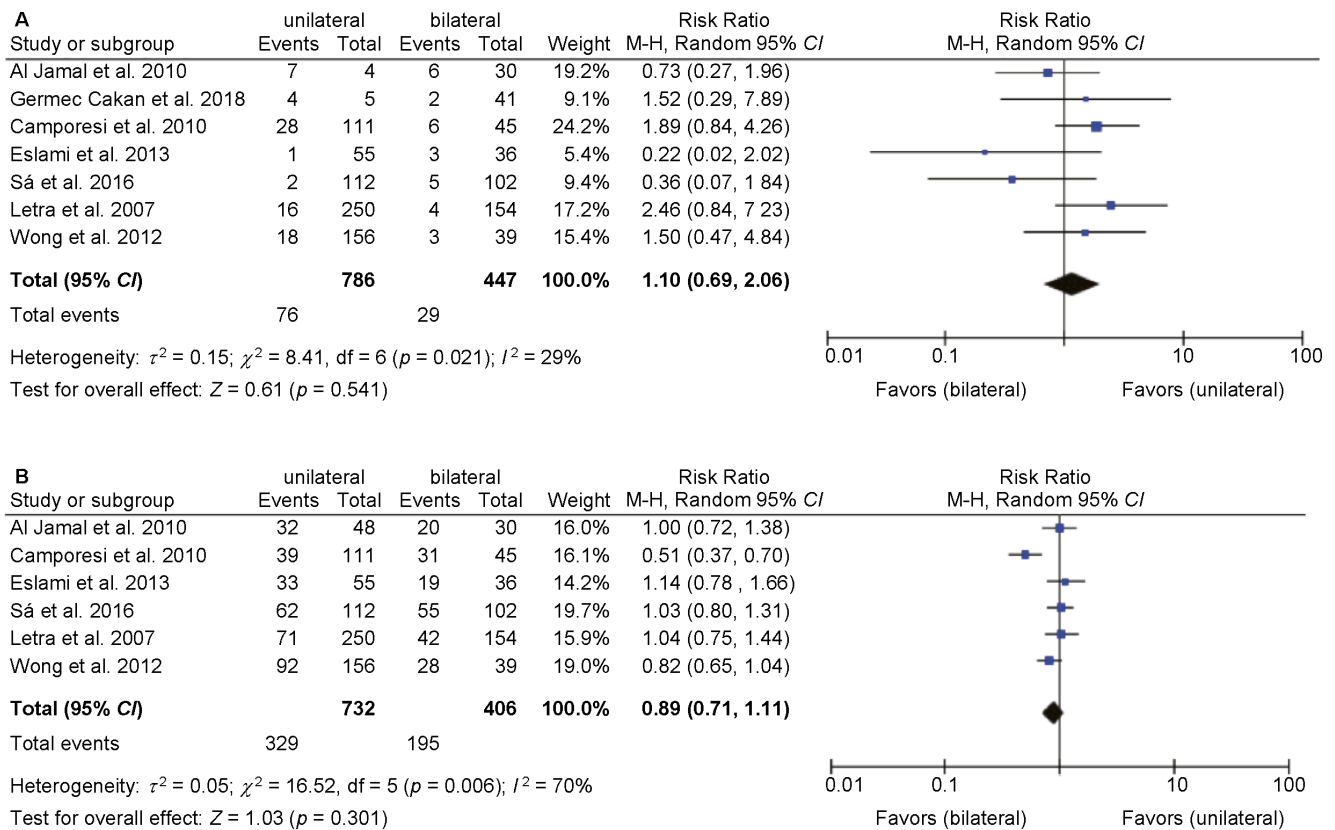 A
unilateral bilateral Risk Ratio Risk Ratio
Study or subgroup Events Total Events Total Weight M-H, Random 95% CI M-H, Random 95% CI
Al Jamal et al. 2010 7 4 6 30 19.2% 0.73 (0.27, 1.96)
Germec Cakan et al. 2018 4 5 2 41 9.1% 1.52 (0.29, 7.89)
Camporesi et al. 2010 28 111 6 45 24.2% 1.89 (0.84, 4.26)
Eslami et al. 2013 1 55 3 36 5.4% 0.22 (0.02, 2.02)
Sá et al. 2016 2 112 5 102 9.4% 0.36 (0.07, 1 84)
Letra et al. 2007 16 250 4 154 17.2% 2.46 (0.84, 7 23)
Wong et al. 2012 18 156 3 39 15.4% 1.50 (0.47, 4.84)
Total (95% CI) 786 447 100.0% 1.10 (0.69, 2.06)
Total events 76 29
Heterogeneity: τ² = 0.15; χ² = 8.41, df = 6 (p = 0.021); I² = 29%
Test for overall effect: Z = 0.61 (p = 0.541)
0.01 0.1 10 100
Favors (bilateral) Favors (unilateral)
B
unilateral bilateral Risk Ratio Risk Ratio
Study or subgroup Events Total Events Total Weight M-H, Random 95% CI M-H, Random 95% CI
Al Jamal et al. 2010 32 48 20 30 16.0% 1.00 (0.72, 1.38)
Camporesi et al. 2010 39 111 31 45 16.1% 0.51 (0.37, 0.70)
Eslami et al. 2013 33 55 19 36 14.2% 1.14 (0.78 , 1.66)
Sá et al. 2016 62 112 55 102 19.7% 1.03 (0.80, 1.31)
Letra et al. 2007 71 250 42 154 15.9% 1.04 (0.75, 1.44)
Wong et al. 2012 92 156 28 39 19.0% 0.82 (0.65, 1.04)
Total (95% CI) 732 406 100.0% 0.89 (0.71, 1.11)
Total events 329 195
Heterogeneity: τ² = 0.05; χ² = 16.52, df = 5 (p = 0.006); I² = 70%
Test for overall effect: Z = 1.03 (p = 0.301)
0.01 0.1 10 100
Favors (bilateral) Favors (unilateral)